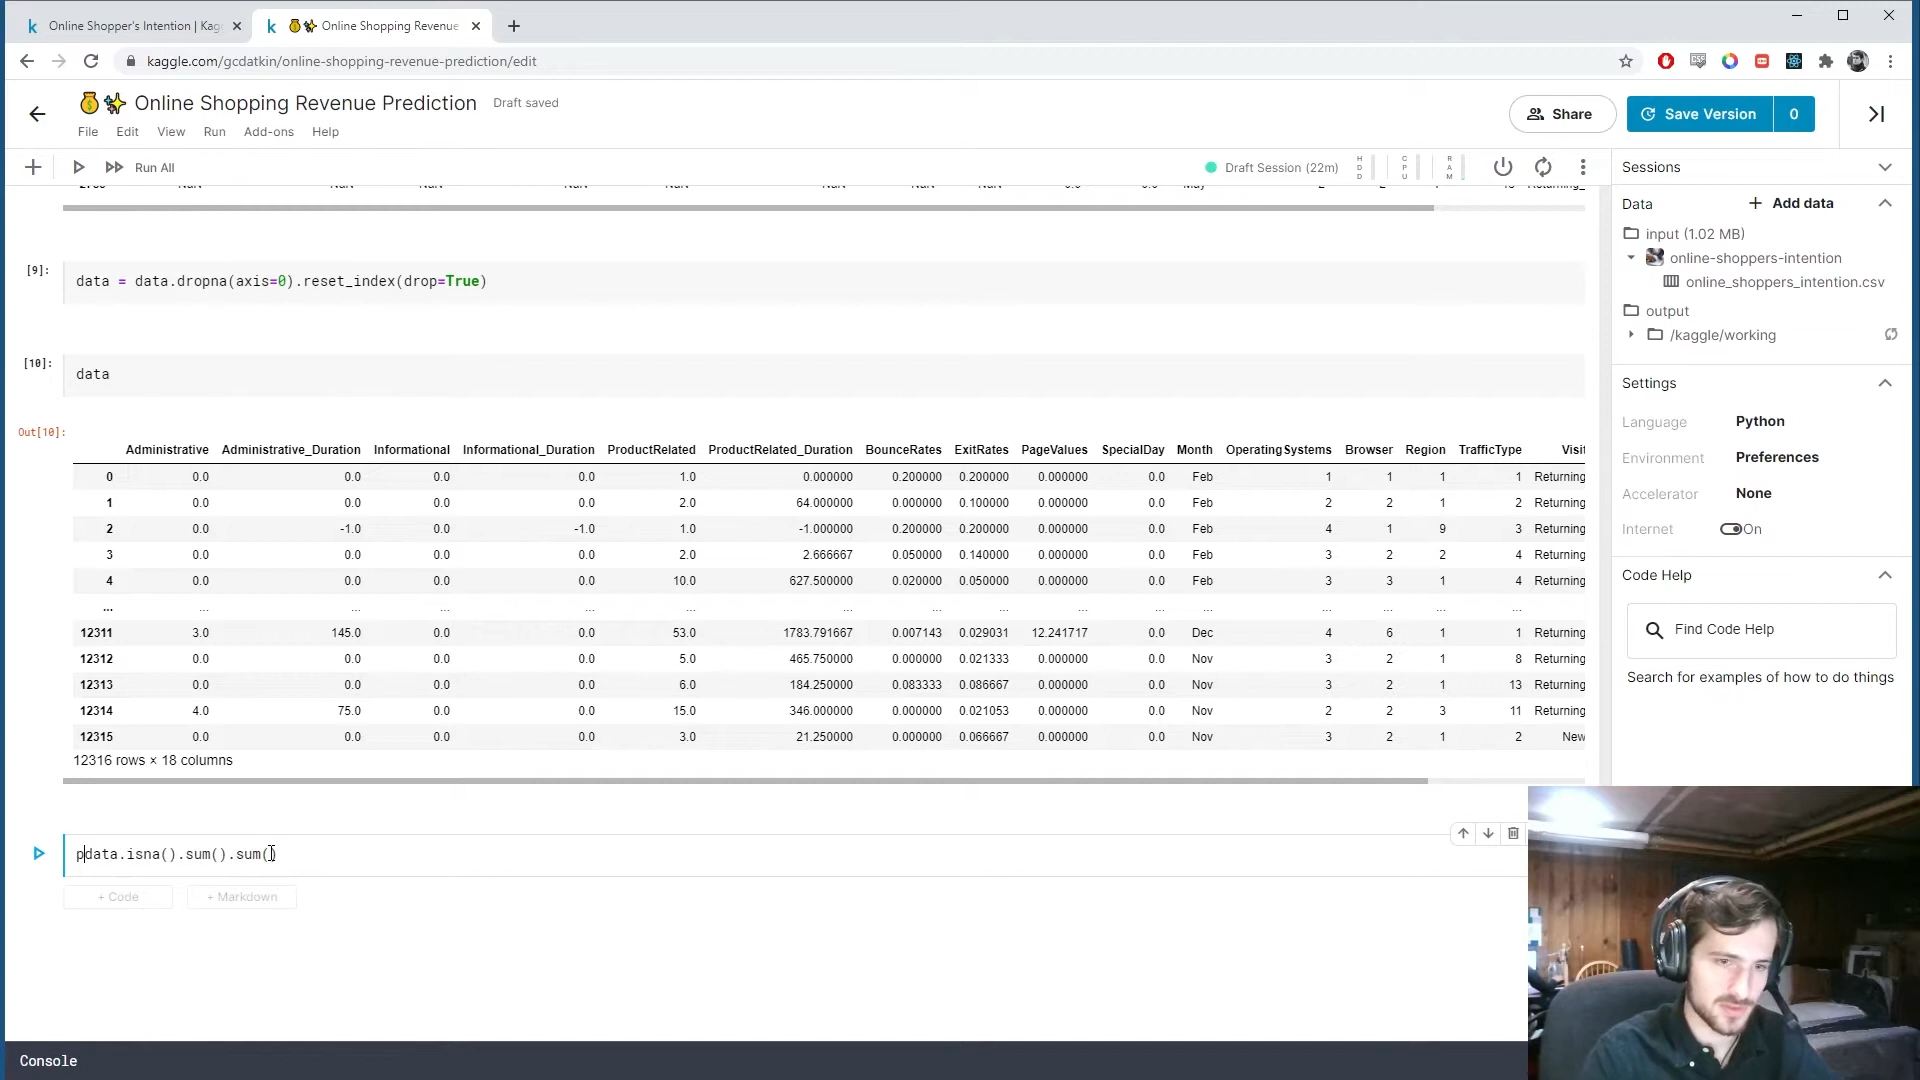 Online Shopper's Intention | Kag
Online Shopping Revenue
kaggle.com/gcdatkin/online-shopping-revenue-prediction/edit
Online Shopping Revenue Prediction
Draft saved
File Edit View Run Add-ons Help
Share
Save Version 0
Run All
Draft Session (22m)
HDD
CPU
RAM
[9]:
data = data.dropna(axis=0).reset_index(drop=True)
[10]:
data
Out[10]:
Administrative Administrative_Duration Informational Informational_Duration ProductRelated ProductRelated_Duration BounceRates ExitRates PageValues SpecialDay Month OperatingSystems Browser Region TrafficType Visit
0 0.0 0.0 0.0 0.0 1.0 0.000000 0.200000 0.200000 0.000000 0.0 Feb 1 1 1 1 Returning
1 0.0 0.0 0.0 0.0 2.0 64.000000 0.000000 0.100000 0.000000 0.0 Feb 2 2 1 2 Returning
2 0.0 -1.0 0.0 -1.0 1.0 -1.000000 0.200000 0.200000 0.000000 0.0 Feb 4 1 9 3 Returning
3 0.0 0.0 0.0 0.0 2.0 2.666667 0.050000 0.140000 0.000000 0.0 Feb 3 2 2 4 Returning
4 0.0 0.0 0.0 0.0 10.0 627.500000 0.020000 0.050000 0.000000 0.0 Feb 3 3 1 4 Returning
... ... ... ... ... ... ... ... ... ... ... ... ... ... ... ...
12311 3.0 145.0 0.0 0.0 53.0 1783.791667 0.007143 0.029031 12.241717 0.0 Dec 4 6 1 1 Returning
12312 0.0 0.0 0.0 0.0 5.0 465.750000 0.000000 0.021333 0.000000 0.0 Nov 3 2 1 8 Returning
12313 0.0 0.0 0.0 0.0 6.0 184.250000 0.083333 0.086667 0.000000 0.0 Nov 3 2 1 13 Returning
12314 4.0 75.0 0.0 0.0 15.0 346.000000 0.000000 0.021053 0.000000 0.0 Nov 2 2 3 11 Returning
12315 0.0 0.0 0.0 0.0 3.0 21.250000 0.000000 0.066667 0.000000 0.0 Nov 3 2 1 2 New
12316 rows × 18 columns
pdata.isna().sum().sum()
+ Code + Markdown
Console
Sessions
Data + Add data
input (1.02 MB)
online-shoppers-intention
online_shoppers_intention.csv
output
/kaggle/working
Settings
Language Python
Environment Preferences
Accelerator None
Internet On
Code Help
Find Code Help
Search for examples of how to do things